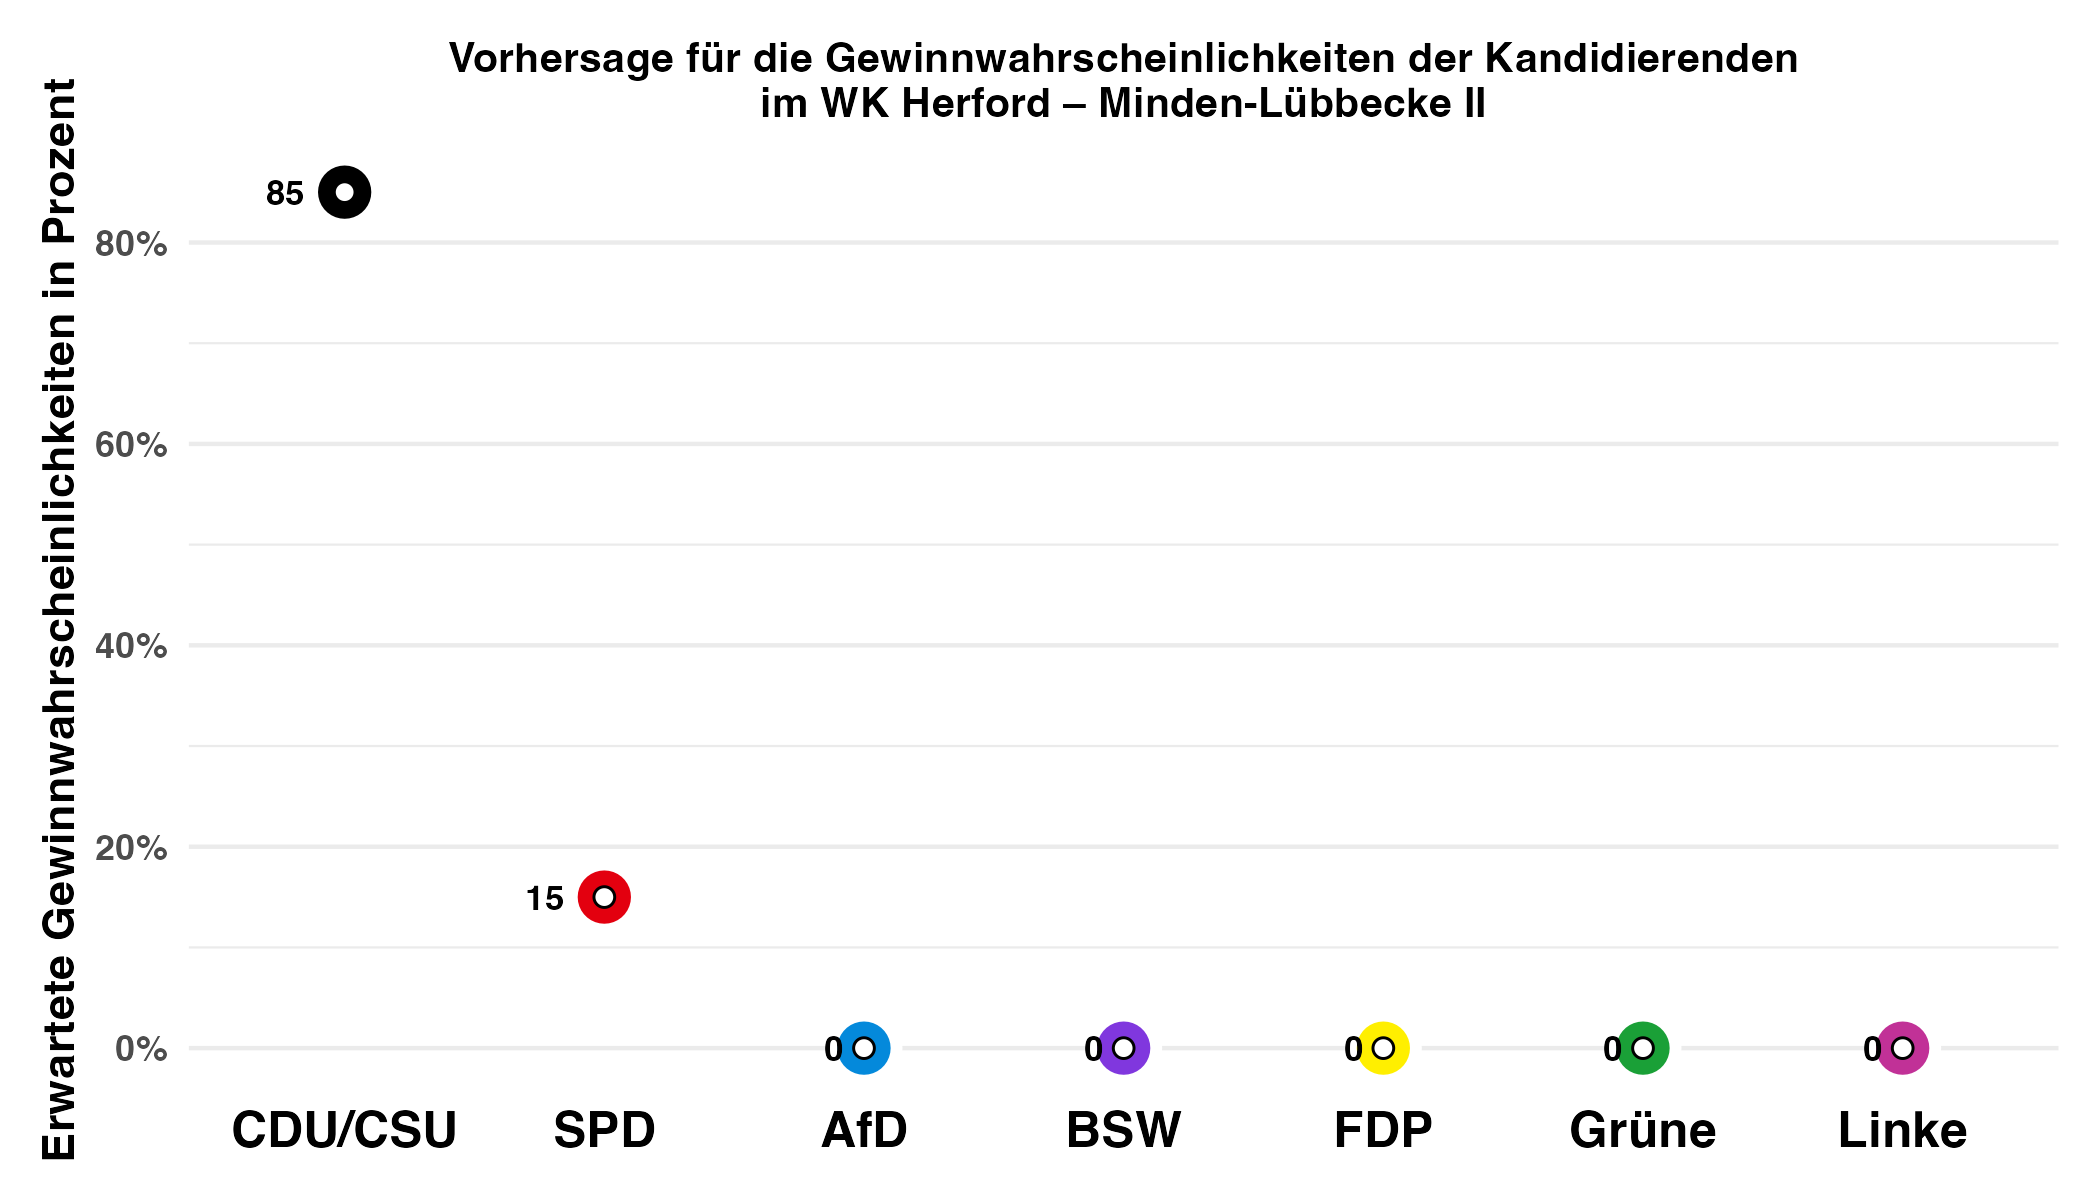 Vorhersage für die Gewinnwahrscheinlichkeiten der Kandidierenden
im WK Herford – Minden-Lübbecke II
Erwartete Gewinnwahrscheinlichkeiten in Prozent
80%
60%
40%
20%
0%
85
15
0
0
0
0
0
CDU/CSU
SPD
AfD
BSW
FDP
Grüne
Linke